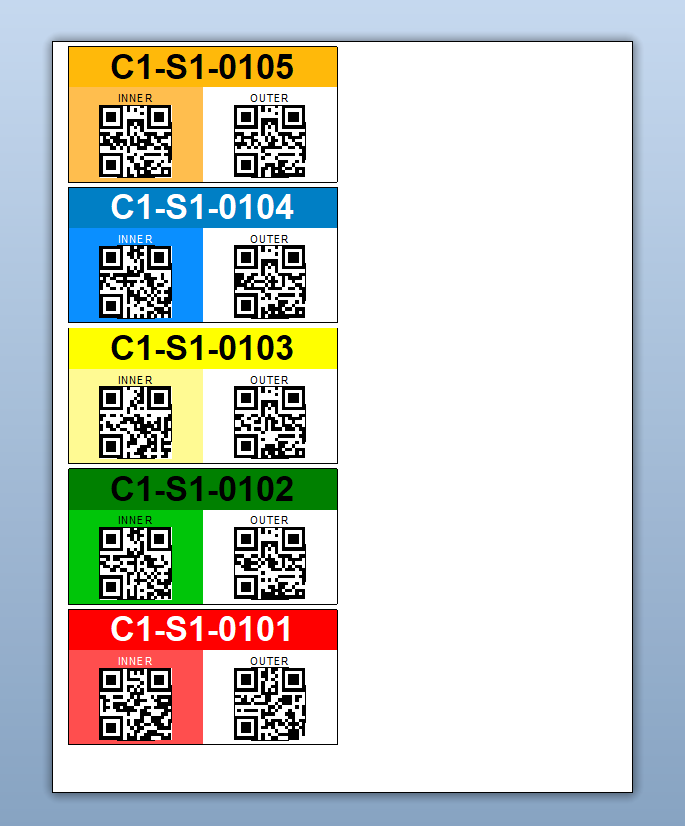 C1-S1-0105
INNER OUTER
C1-S1-0104
INNER OUTER
C1-S1-0103
INNER OUTER
C1-S1-0102
INNER OUTER
C1-S1-0101
INNER OUTER